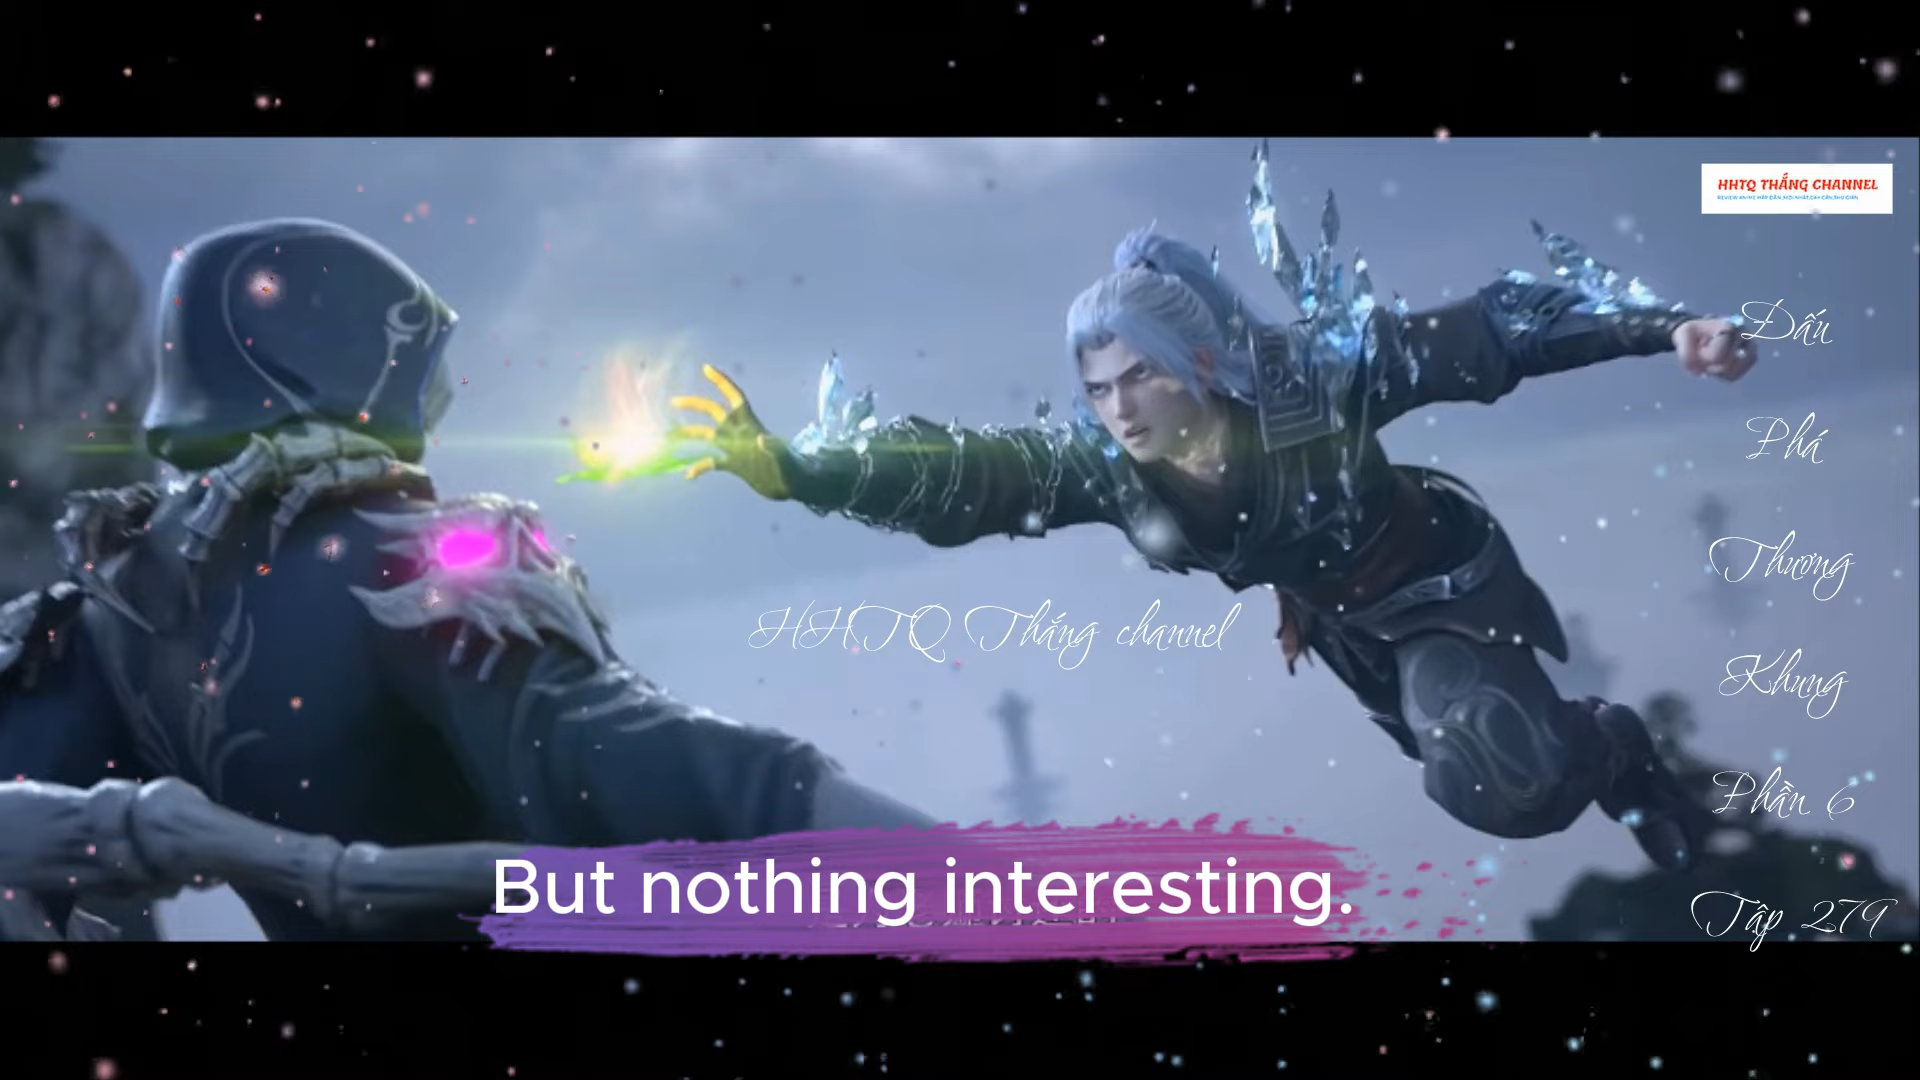 HHTQ THẮNG CHANNEL
Đấu
Phá
Thương
Khung
HHTQ Thắng channel
Phần 6
But nothing interesting.
Tập 279